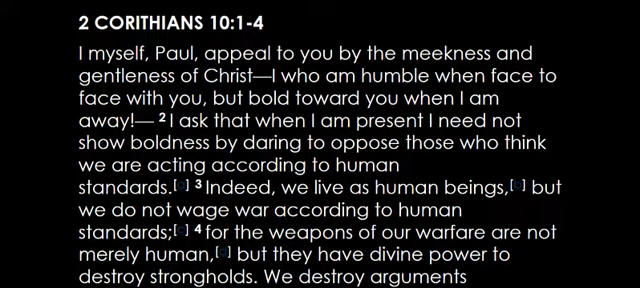 2 CORITHIANS 10:1-4
I myself, Paul, appeal to you by the meekness and
gentleness of Christ—I who am humble when face to
face with you, but bold toward you when I am
away!— 2 I ask that when I am present I need not
show boldness by daring to oppose those who think
we are acting according to human
standards.[ ] 3 Indeed, we live as human beings,[ ] but
we do not wage war according to human
standards;[ ] 4 for the weapons of our warfare are not
merely human,[ ] but they have divine power to
destroy strongholds. We destroy arguments